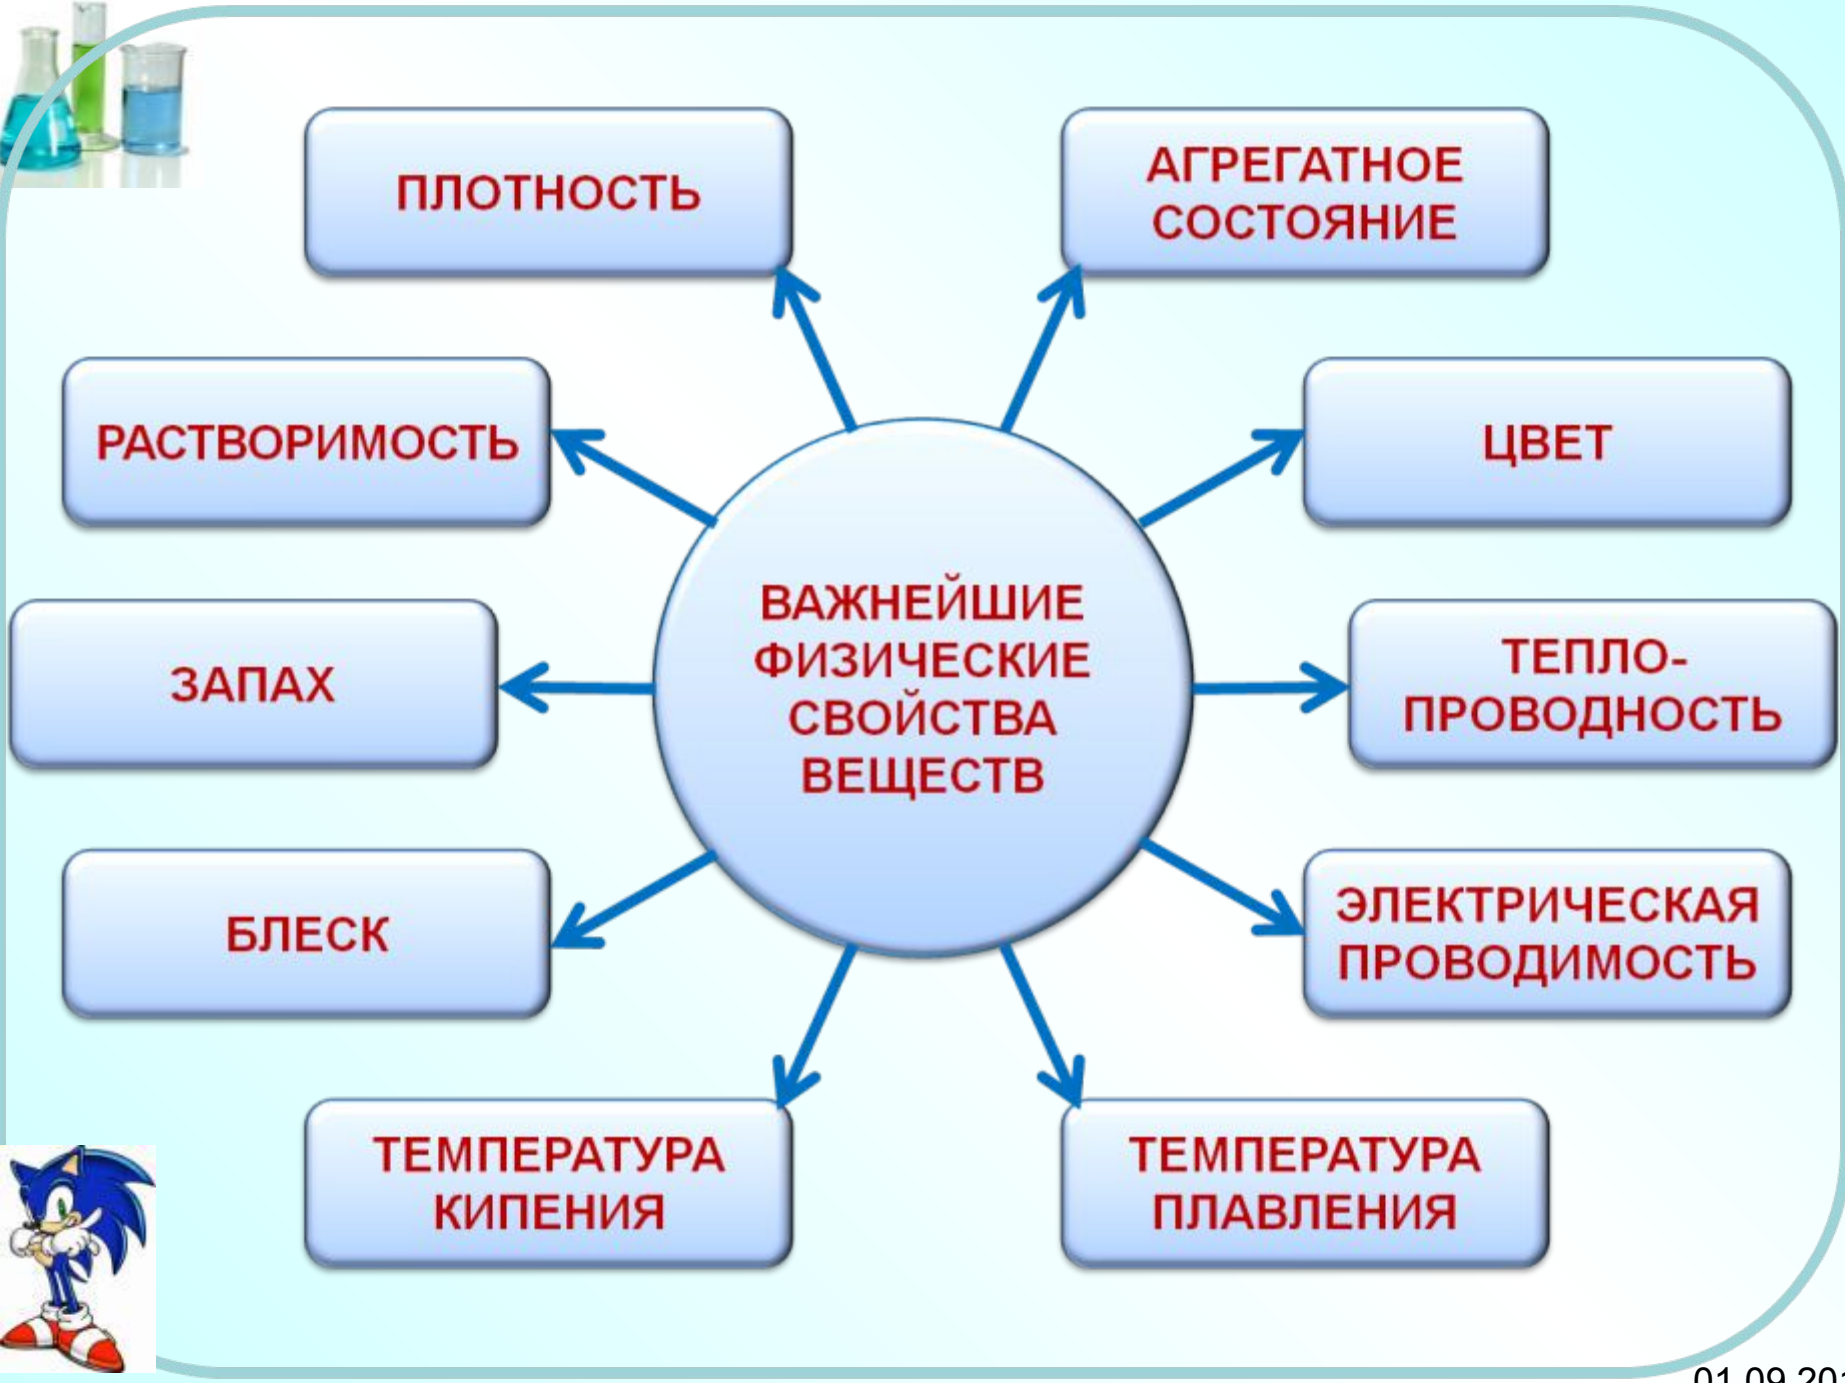 ПЛОТНОСТЬ
АГРЕГАТНОЕ
СОСТОЯНИЕ
РАСТВОРИМОСТЬ
ЦВЕТ
ВАЖНЕЙШИЕ
ФИЗИЧЕСКИЕ
СВОЙСТВА
ВЕЩЕСТВ
ЗАПАХ
ТЕПЛО-
ПРОВОДНОСТЬ
БЛЕСК
ЭЛЕКТРИЧЕСКАЯ
ПРОВОДИМОСТЬ
ТЕМПЕРАТУРА
КИПЕНИЯ
ТЕМПЕРАТУРА
ПЛАВЛЕНИЯ